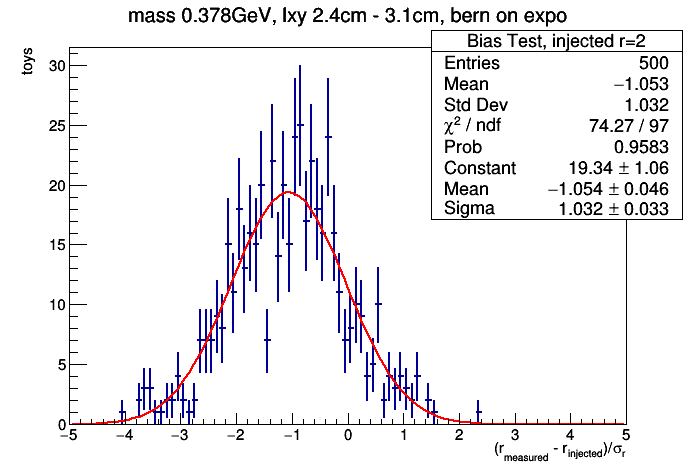 mass 0.378GeV, lxy 2.4cm - 3.1cm, bern on expo
toys
Bias Test, injected r=2
Entries 500
Mean −1.053
Std Dev 1.032
χ² / ndf 74.27 / 97
Prob 0.9583
Constant 19.34 ± 1.06
Mean −1.054 ± 0.046
Sigma 1.032 ± 0.033
30
25
20
15
10
5
0
−5 −4 −3 −2 −1 0 1 2 3 4 5
(r_measured - r_injected)/σ_r